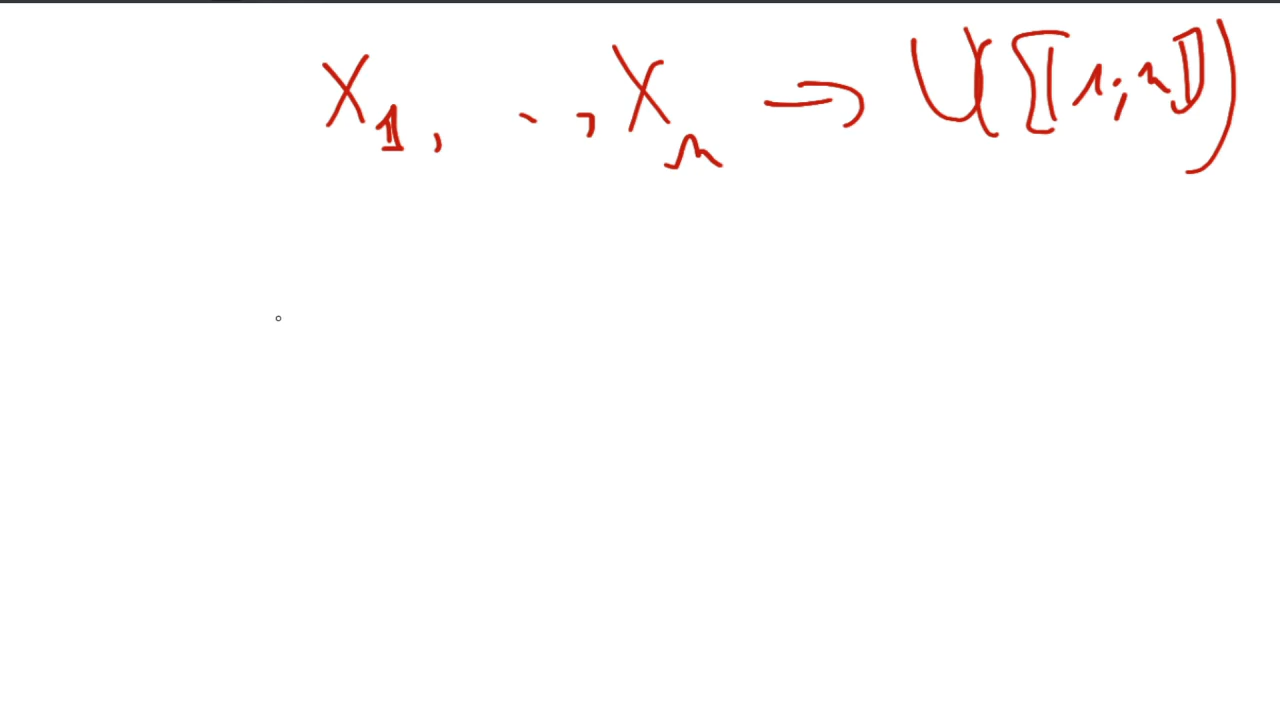 X₁, .., Xₙ ↪ U(⟦1;n⟧)